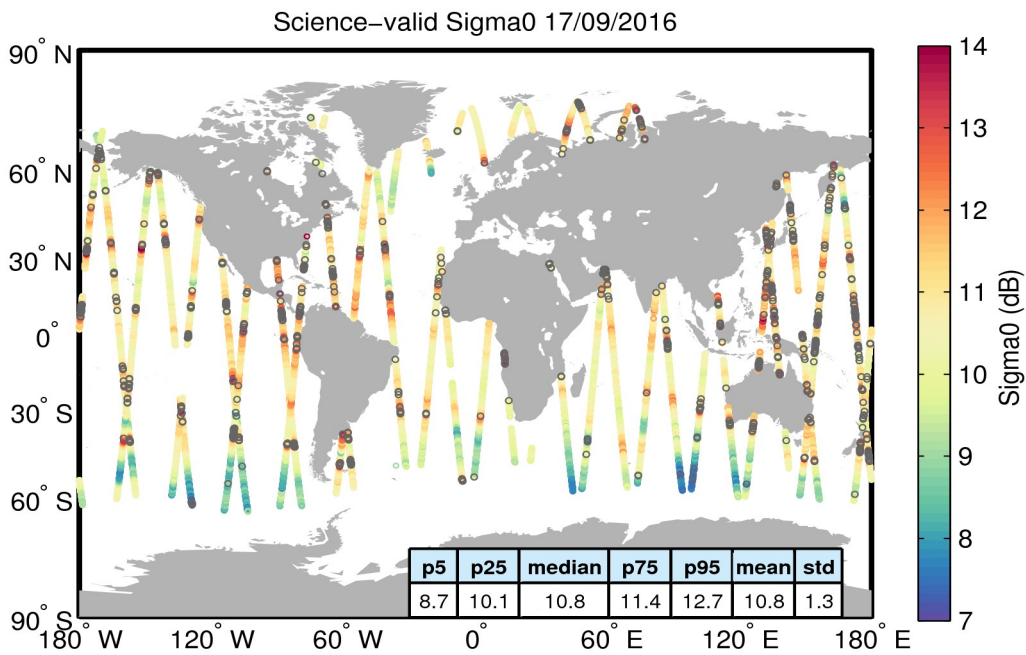 Science−valid Sigma0 17/09/2016
90° N
60° N
30° N
0°
30° S
60° S
90° S
180° W
120° W
60° W
0°
60° E
120° E
180° E
p5 p25 median p75 p95 mean std
8.7 10.1 10.8 11.4 12.7 10.8 1.3
14
13
12
11
10
9
8
7
Sigma0 (dB)